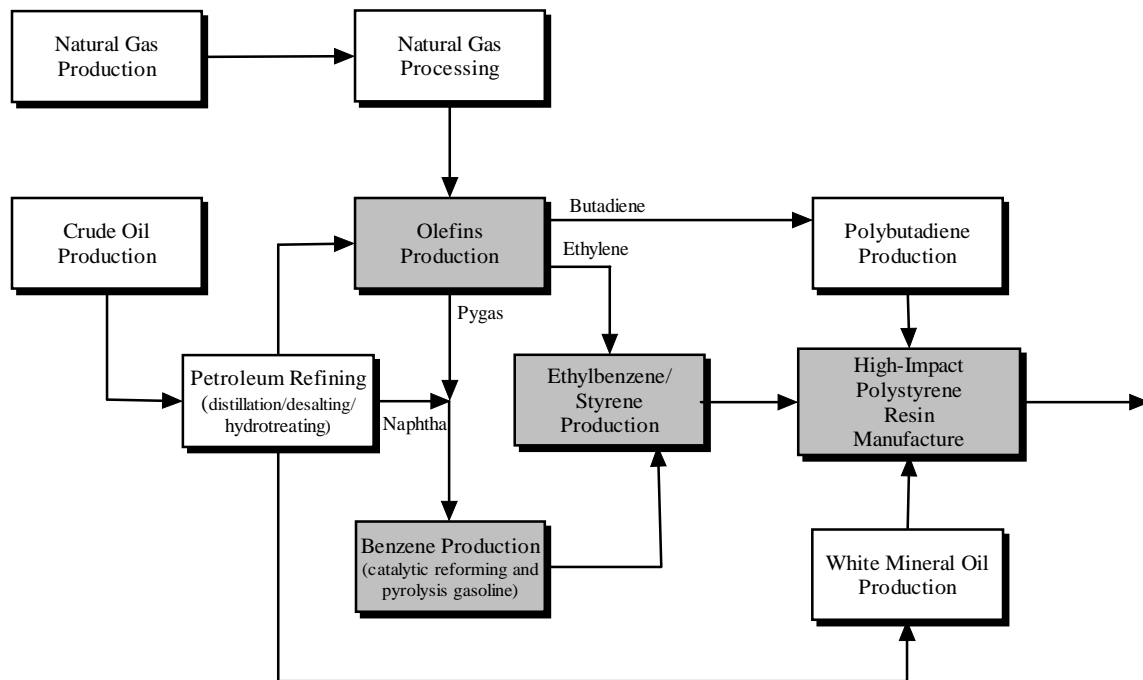 Natural Gas
Production
Natural Gas
Processing
Crude Oil
Production
Olefins
Production
Butadiene
Ethylene
Polybutadiene
Production
Pygas
Petroleum Refining
(distillation/desalting/
hydrotreating)
Naphtha
Ethylbenzene/
Styrene
Production
High-Impact
Polystyrene
Resin
Manufacture
Benzene Production
(catalytic reforming and
pyrolysis gasoline)
White Mineral Oil
Production